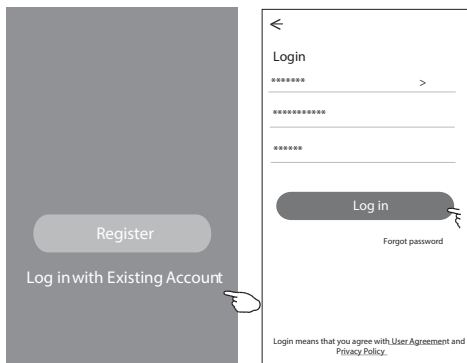 Register
Log in with Existing Account
Login
******* >
***********
******
Log in
Forgot password
Login means that you agree with User Agreement and
Privacy Policy